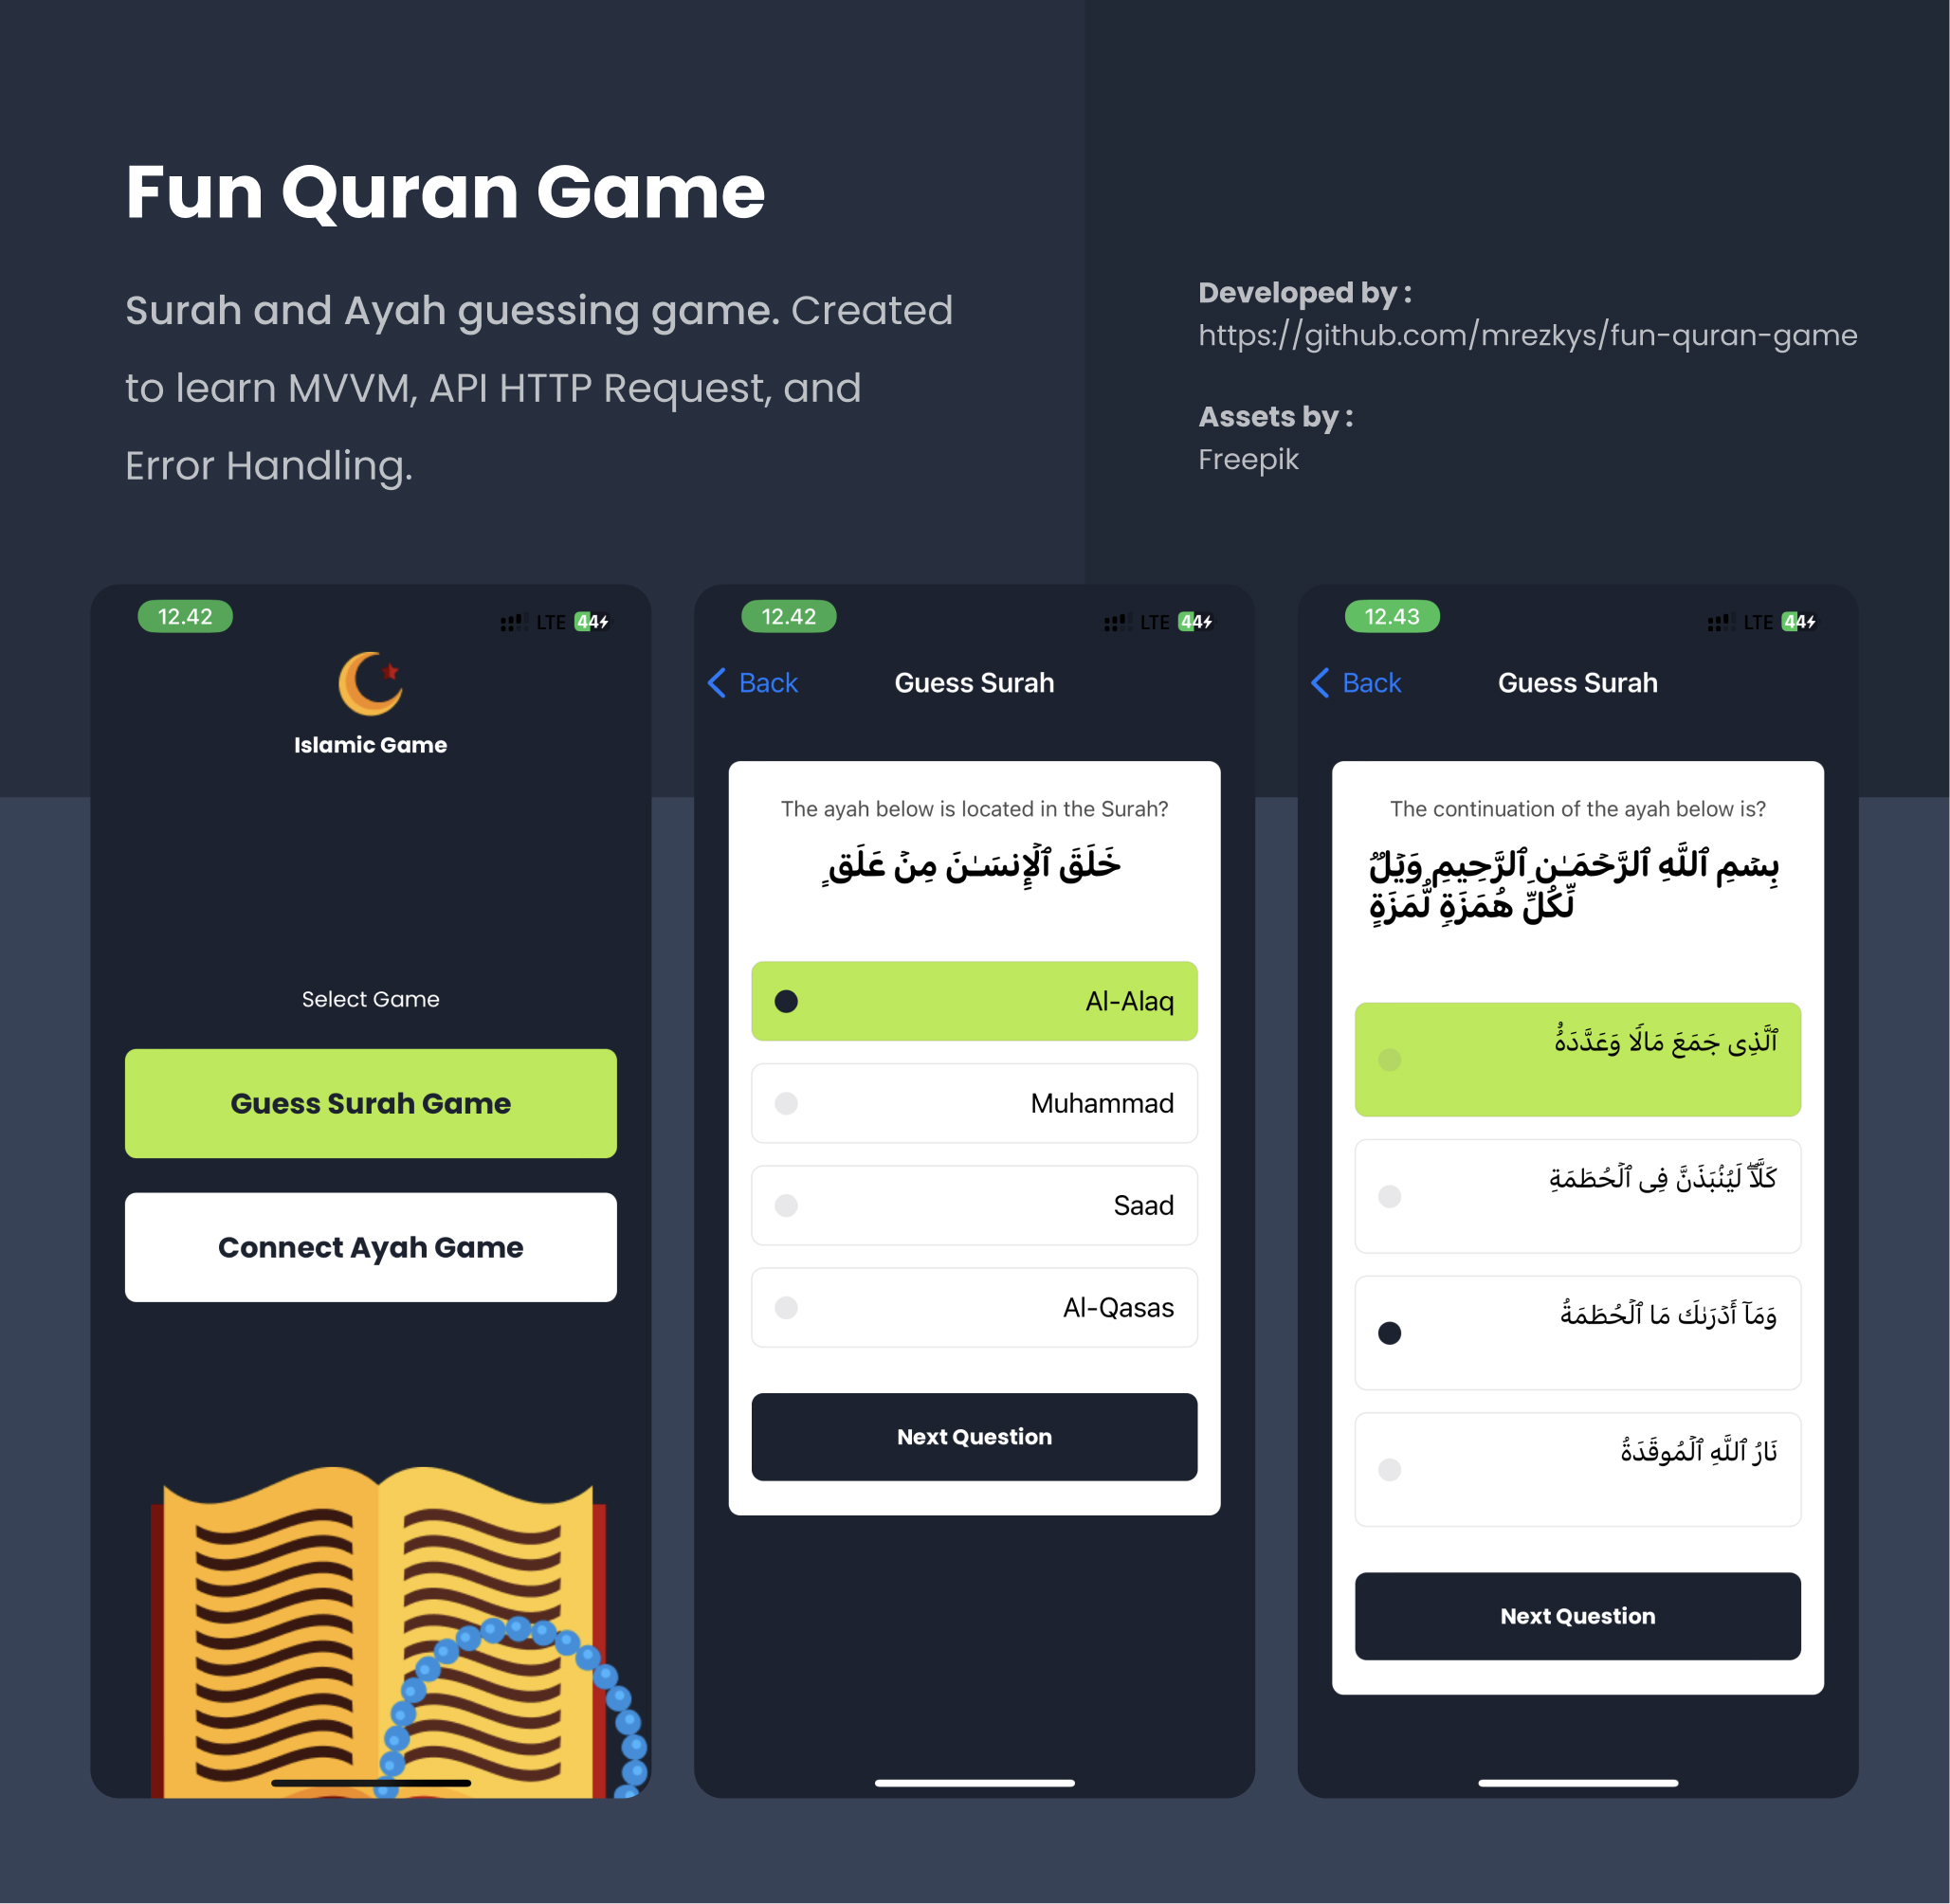 Fun Quran Game
Surah and Ayah guessing game. Created
to learn MVVM, API HTTP Request, and
Error Handling.
Developed by :
https://github.com/mrezkys/fun-quran-game
Assets by :
Freepik
12.42
LTE 44
Islamic Game
Select Game
Guess Surah Game
Connect Ayah Game
12.42
LTE 44
Back
Guess Surah
The ayah below is located in the Surah?
خَلَقَ ٱلْإِنسَـٰنَ مِنْ عَلَقٍ
Al-Alaq
Muhammad
Saad
Al-Qasas
Next Question
12.43
LTE 44
Back
Guess Surah
The continuation of the ayah below is?
بِسْمِ ٱللَّهِ ٱلرَّحْمَـٰنِ ٱلرَّحِيمِ وَيْلٌ
لِّكُلِّ هُمَزَةٍ لُّمَزَةٍ
ٱلَّذِى جَمَعَ مَالًا وَعَدَّدَهُۥ
كَلَّا ۖ لَيُنۢبَذَنَّ فِى ٱلْحُطَمَةِ
وَمَآ أَدْرَىٰكَ مَا ٱلْحُطَمَةُ
نَارُ ٱللَّهِ ٱلْمُوقَدَةُ
Next Question